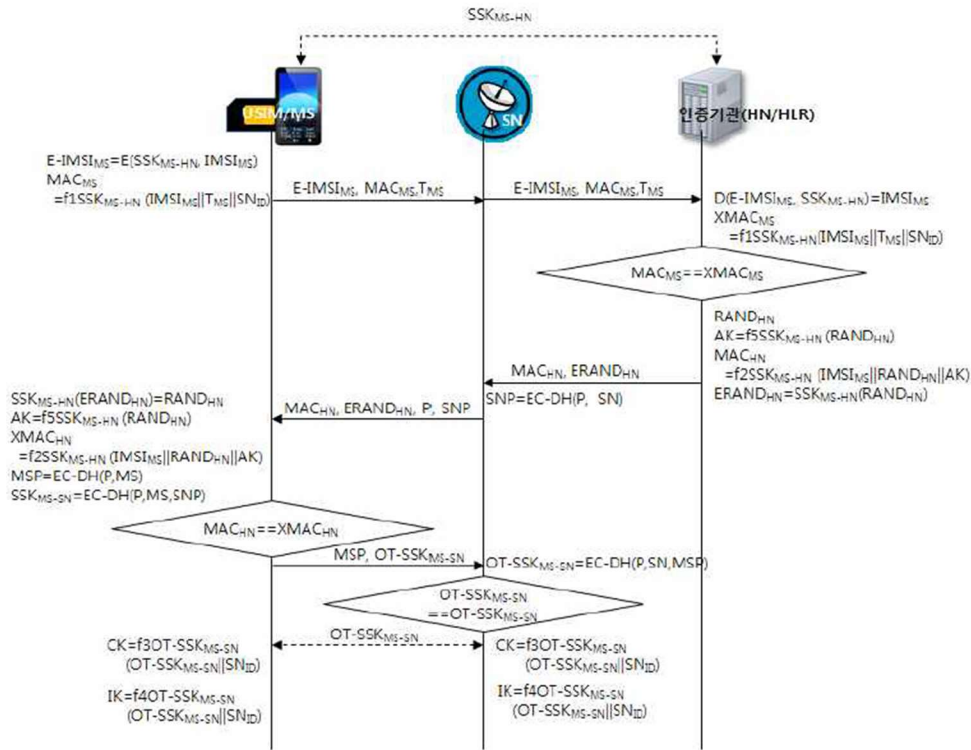 SSKMS-HN
USIM/MS
SN
인증기관(HN/HLR)
E-IMSIMS=E(SSKMS-HN, IMSIMS)
MACMS
=f1SSKMS-HN (IMSIMS||TMS||SNID)
E-IMSIMS, MACMS,TMS
E-IMSIMS, MACMS,TMS
D(E-IMSIMS, SSKMS-HN)=IMSIMS
XMACMS
=f1SSKMS-HN(IMSIMS||TMS||SNID)
MACMS==XMACMS
RANDHN
AK=f5SSKMS-HN (RANDHN)
MACHN
=f2SSKMS-HN (IMSIMS||RANDHN||AK)
ERANDHN=SSKMS-HN(RANDHN)
MACHN, ERANDHN
SNP=EC-DH(P, SN)
MACHN, ERANDHN, P, SNP
SSKMS-HN(ERANDHN)=RANDHN
AK=f5SSKMS-HN (RANDHN)
XMACHN
=f2SSKMS-HN (IMSIMS||RANDHN||AK)
MSP=EC-DH(P,MS)
SSKMS-SN=EC-DH(P,MS,SNP)
MACHN==XMACHN
MSP, OT-SSKMS-SN
OT-SSKMS-SN=EC-DH(P,SN,MSP)
OT-SSKMS-SN
==OT-SSKMS-SN
OT-SSKMS-SN
CK=f3OT-SSKMS-SN
(OT-SSKMS-SN||SNID)
CK=f3OT-SSKMS-SN
(OT-SSKMS-SN||SNID)
IK=f4OT-SSKMS-SN
(OT-SSKMS-SN||SNID)
IK=f4OT-SSKMS-SN
(OT-SSKMS-SN||SNID)